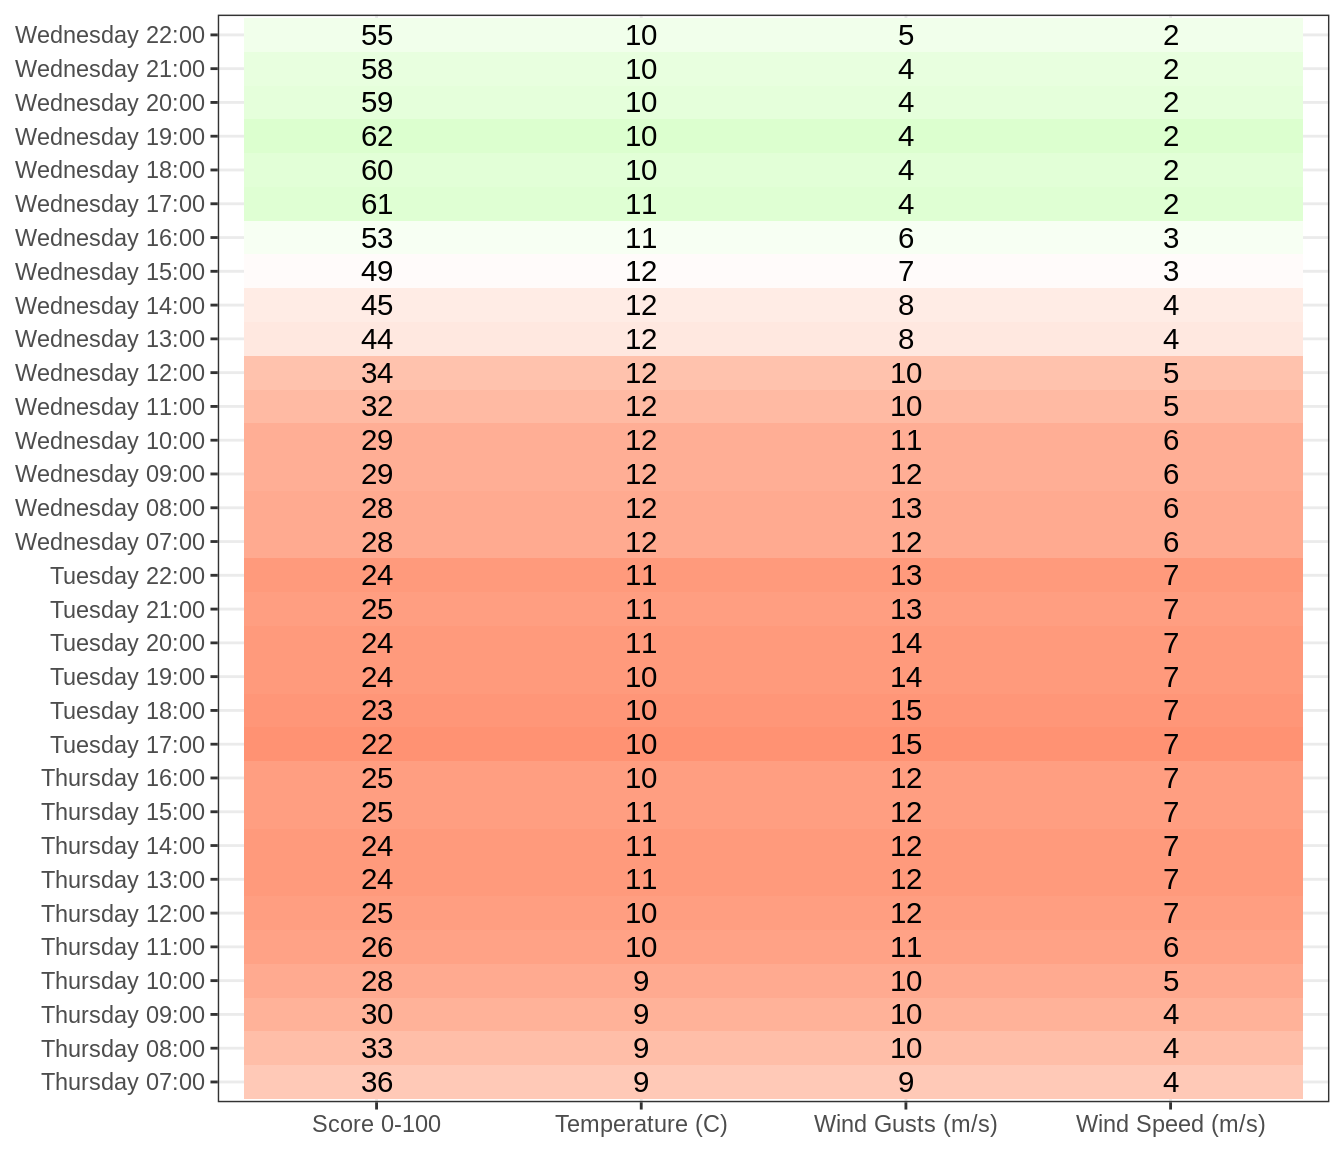 Wednesday 22:00 55 10 5 2
Wednesday 21:00 58 10 4 2
Wednesday 20:00 59 10 4 2
Wednesday 19:00 62 10 4 2
Wednesday 18:00 60 10 4 2
Wednesday 17:00 61 11 4 2
Wednesday 16:00 53 11 6 3
Wednesday 15:00 49 12 7 3
Wednesday 14:00 45 12 8 4
Wednesday 13:00 44 12 8 4
Wednesday 12:00 34 12 10 5
Wednesday 11:00 32 12 10 5
Wednesday 10:00 29 12 11 6
Wednesday 09:00 29 12 12 6
Wednesday 08:00 28 12 13 6
Wednesday 07:00 28 12 12 6
Tuesday 22:00 24 11 13 7
Tuesday 21:00 25 11 13 7
Tuesday 20:00 24 11 14 7
Tuesday 19:00 24 10 14 7
Tuesday 18:00 23 10 15 7
Tuesday 17:00 22 10 15 7
Thursday 16:00 25 10 12 7
Thursday 15:00 25 11 12 7
Thursday 14:00 24 11 12 7
Thursday 13:00 24 11 12 7
Thursday 12:00 25 10 12 7
Thursday 11:00 26 10 11 6
Thursday 10:00 28 9 10 5
Thursday 09:00 30 9 10 4
Thursday 08:00 33 9 10 4
Thursday 07:00 36 9 9 4
Score 0-100 Temperature (C) Wind Gusts (m/s) Wind Speed (m/s)